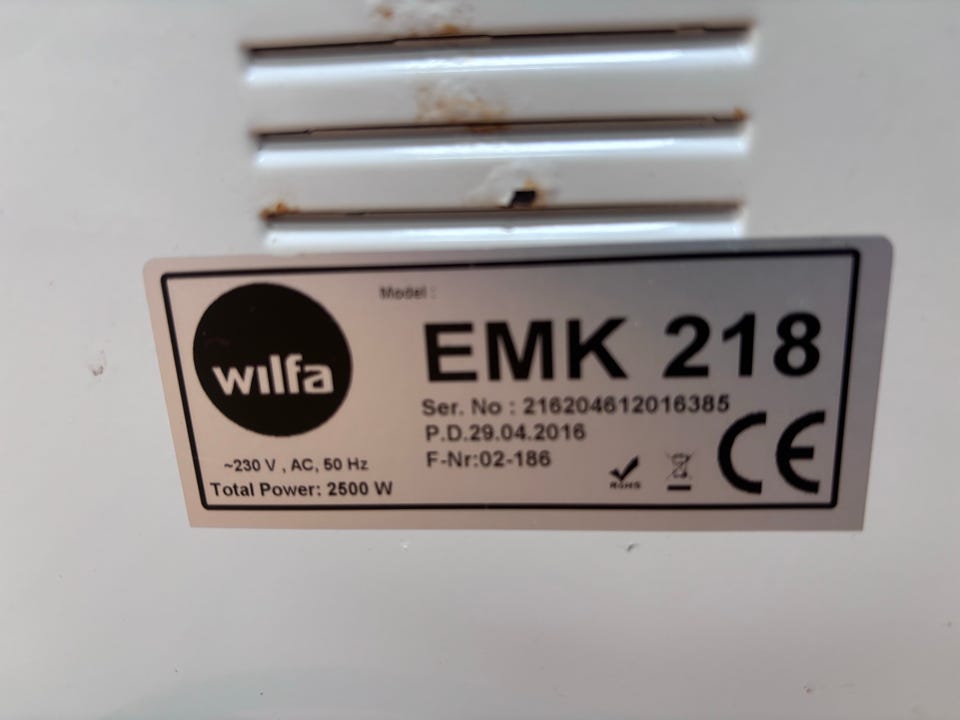 wilfa
Model :
EMK 218
Ser. No : 216204612016385
P.D.29.04.2016
F-Nr:02-186
~230 V , AC, 50 Hz
Total Power: 2500 W
RoHS
CE